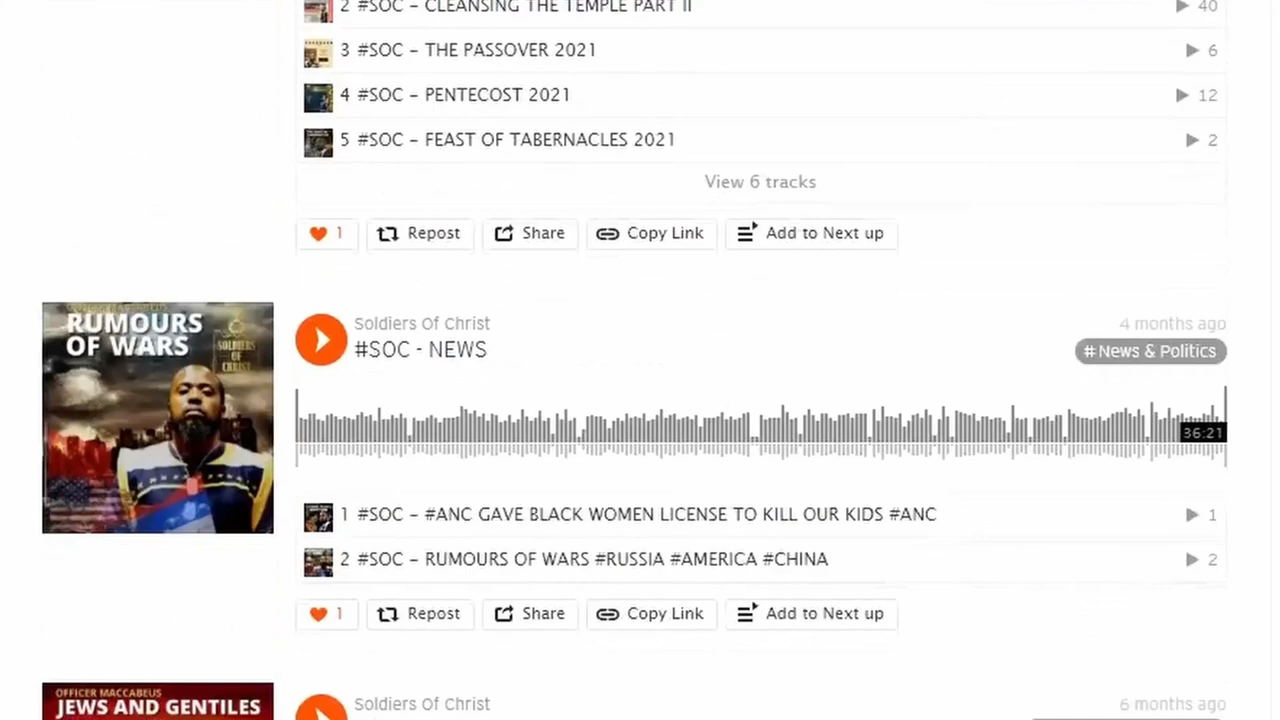 2 #SOC – CLEANSING THE TEMPLE PART II
40
3 #SOC – THE PASSOVER 2021
6
4 #SOC – PENTECOST 2021
12
5 #SOC – FEAST OF TABERNACLES 2021
2
View 6 tracks
1
Repost
Share
Copy Link
Add to Next up
RUMOURS
OF WARS
SOLDIERS
OF
CHRIST
Soldiers Of Christ
4 months ago
#SOC - NEWS
# News & Politics
36:21
1 #SOC – #ANC GAVE BLACK WOMEN LICENSE TO KILL OUR KIDS #ANC
1
2 #SOC – RUMOURS OF WARS #RUSSIA #AMERICA #CHINA
2
1
Repost
Share
Copy Link
Add to Next up
OFFICER MACCABEUS
JEWS AND GENTILES
Soldiers Of Christ
6 months ago